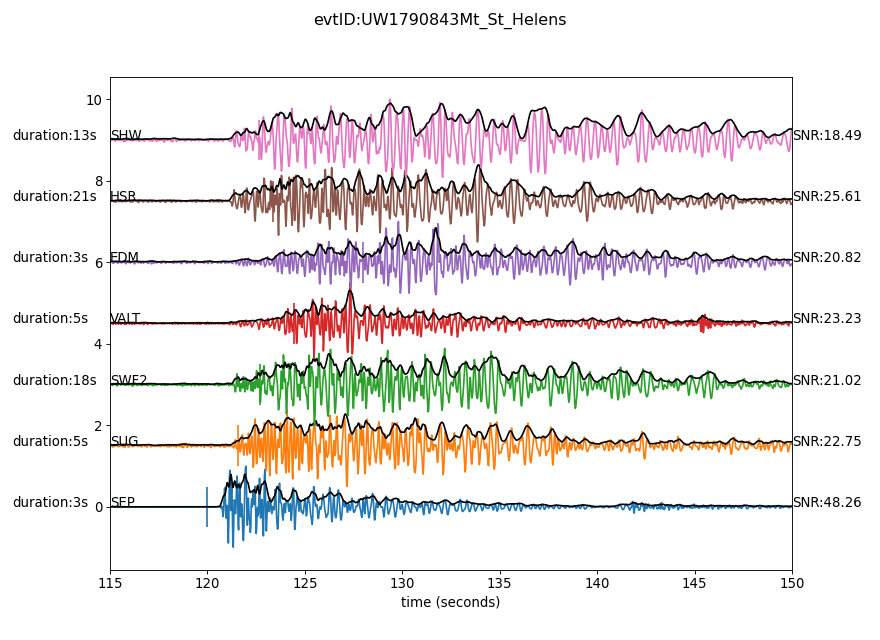 evtID:UW1790843Mt_St_Helens
10
duration:13s SHW SNR:18.49
8
duration:21s HSR SNR:25.61
duration:3s EDM SNR:20.82
6
duration:5s VALT SNR:23.23
4
duration:18s SWF2 SNR:21.02
2
duration:5s SUG SNR:22.75
duration:3s SEP SNR:48.26
0
115 120 125 130 135 140 145 150
time (seconds)